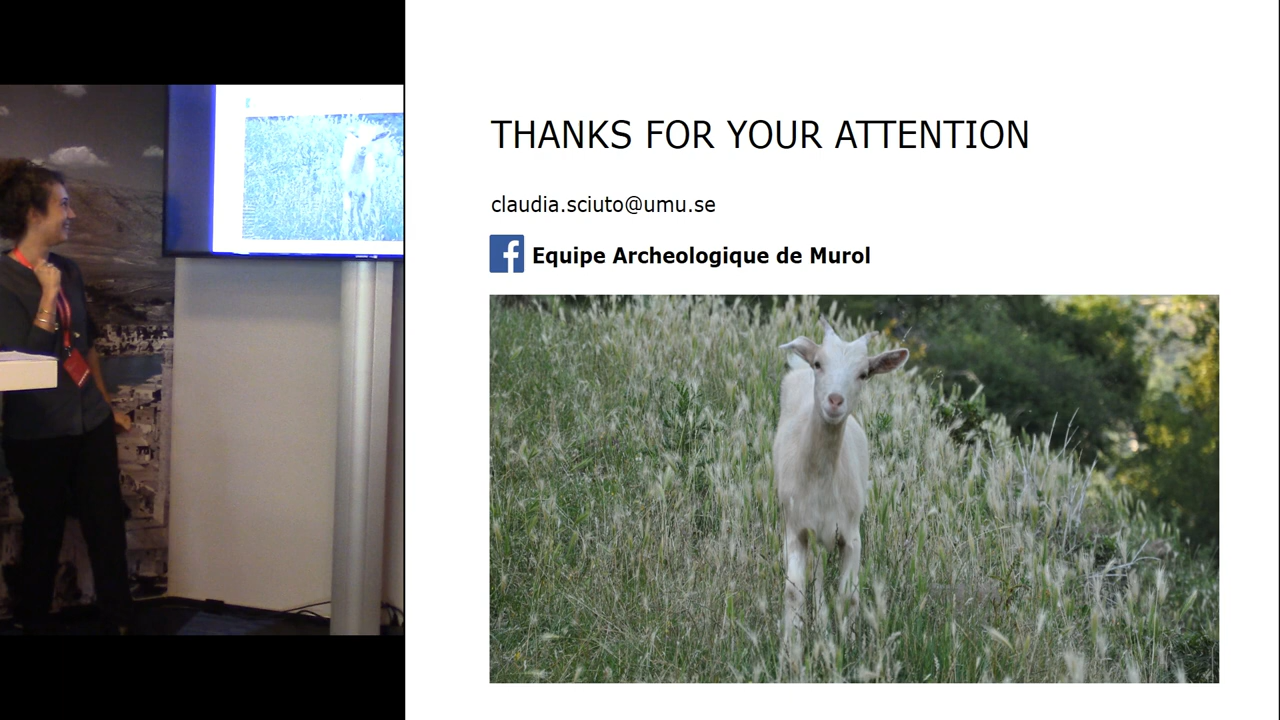 THANKS FOR YOUR ATTENTION
claudia.sciuto@umu.se
Equipe Archeologique de Murol